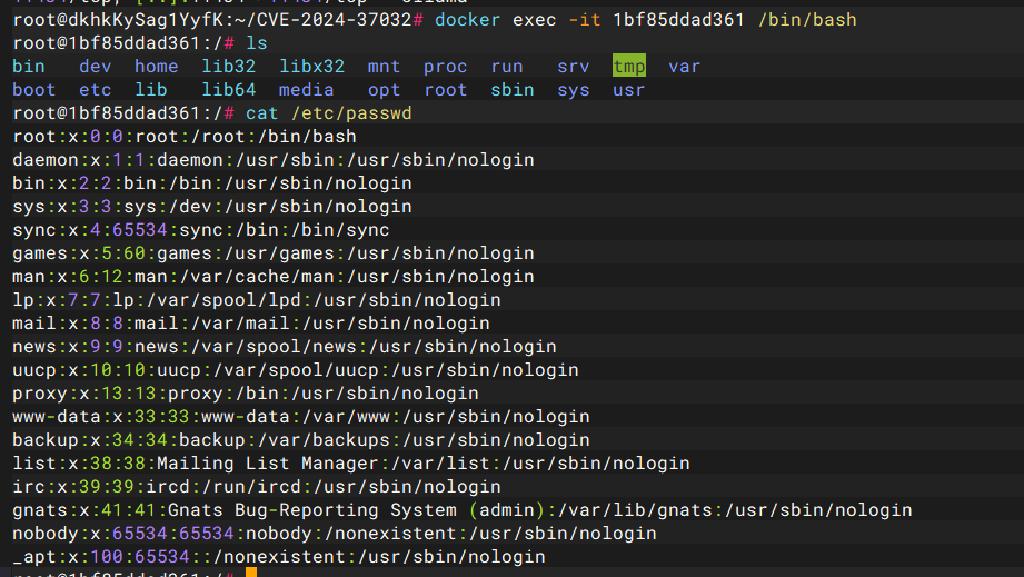 root@dkhkKySag1YyfK:~/CVE-2024-37032# docker exec -it 1bf85ddad361 /bin/bash
root@1bf85ddad361:/# ls
bin dev home lib32 libx32 mnt proc run srv tmp var
boot etc lib lib64 media opt root sbin sys usr
root@1bf85ddad361:/# cat /etc/passwd
root:x:0:0:root:/root:/bin/bash
daemon:x:1:1:daemon:/usr/sbin:/usr/sbin/nologin
bin:x:2:2:bin:/bin:/usr/sbin/nologin
sys:x:3:3:sys:/dev:/usr/sbin/nologin
sync:x:4:65534:sync:/bin:/bin/sync
games:x:5:60:games:/usr/games:/usr/sbin/nologin
man:x:6:12:man:/var/cache/man:/usr/sbin/nologin
lp:x:7:7:lp:/var/spool/lpd:/usr/sbin/nologin
mail:x:8:8:mail:/var/mail:/usr/sbin/nologin
news:x:9:9:news:/var/spool/news:/usr/sbin/nologin
uucp:x:10:10:uucp:/var/spool/uucp:/usr/sbin/nologin
proxy:x:13:13:proxy:/bin:/usr/sbin/nologin
www-data:x:33:33:www-data:/var/www:/usr/sbin/nologin
backup:x:34:34:backup:/var/backups:/usr/sbin/nologin
list:x:38:38:Mailing List Manager:/var/list:/usr/sbin/nologin
irc:x:39:39:ircd:/run/ircd:/usr/sbin/nologin
gnats:x:41:41:Gnats Bug-Reporting System (admin):/var/lib/gnats:/usr/sbin/nologin
nobody:x:65534:65534:nobody:/nonexistent:/usr/sbin/nologin
_apt:x:100:65534::/nonexistent:/usr/sbin/nologin
root@1bf85ddad361:/#